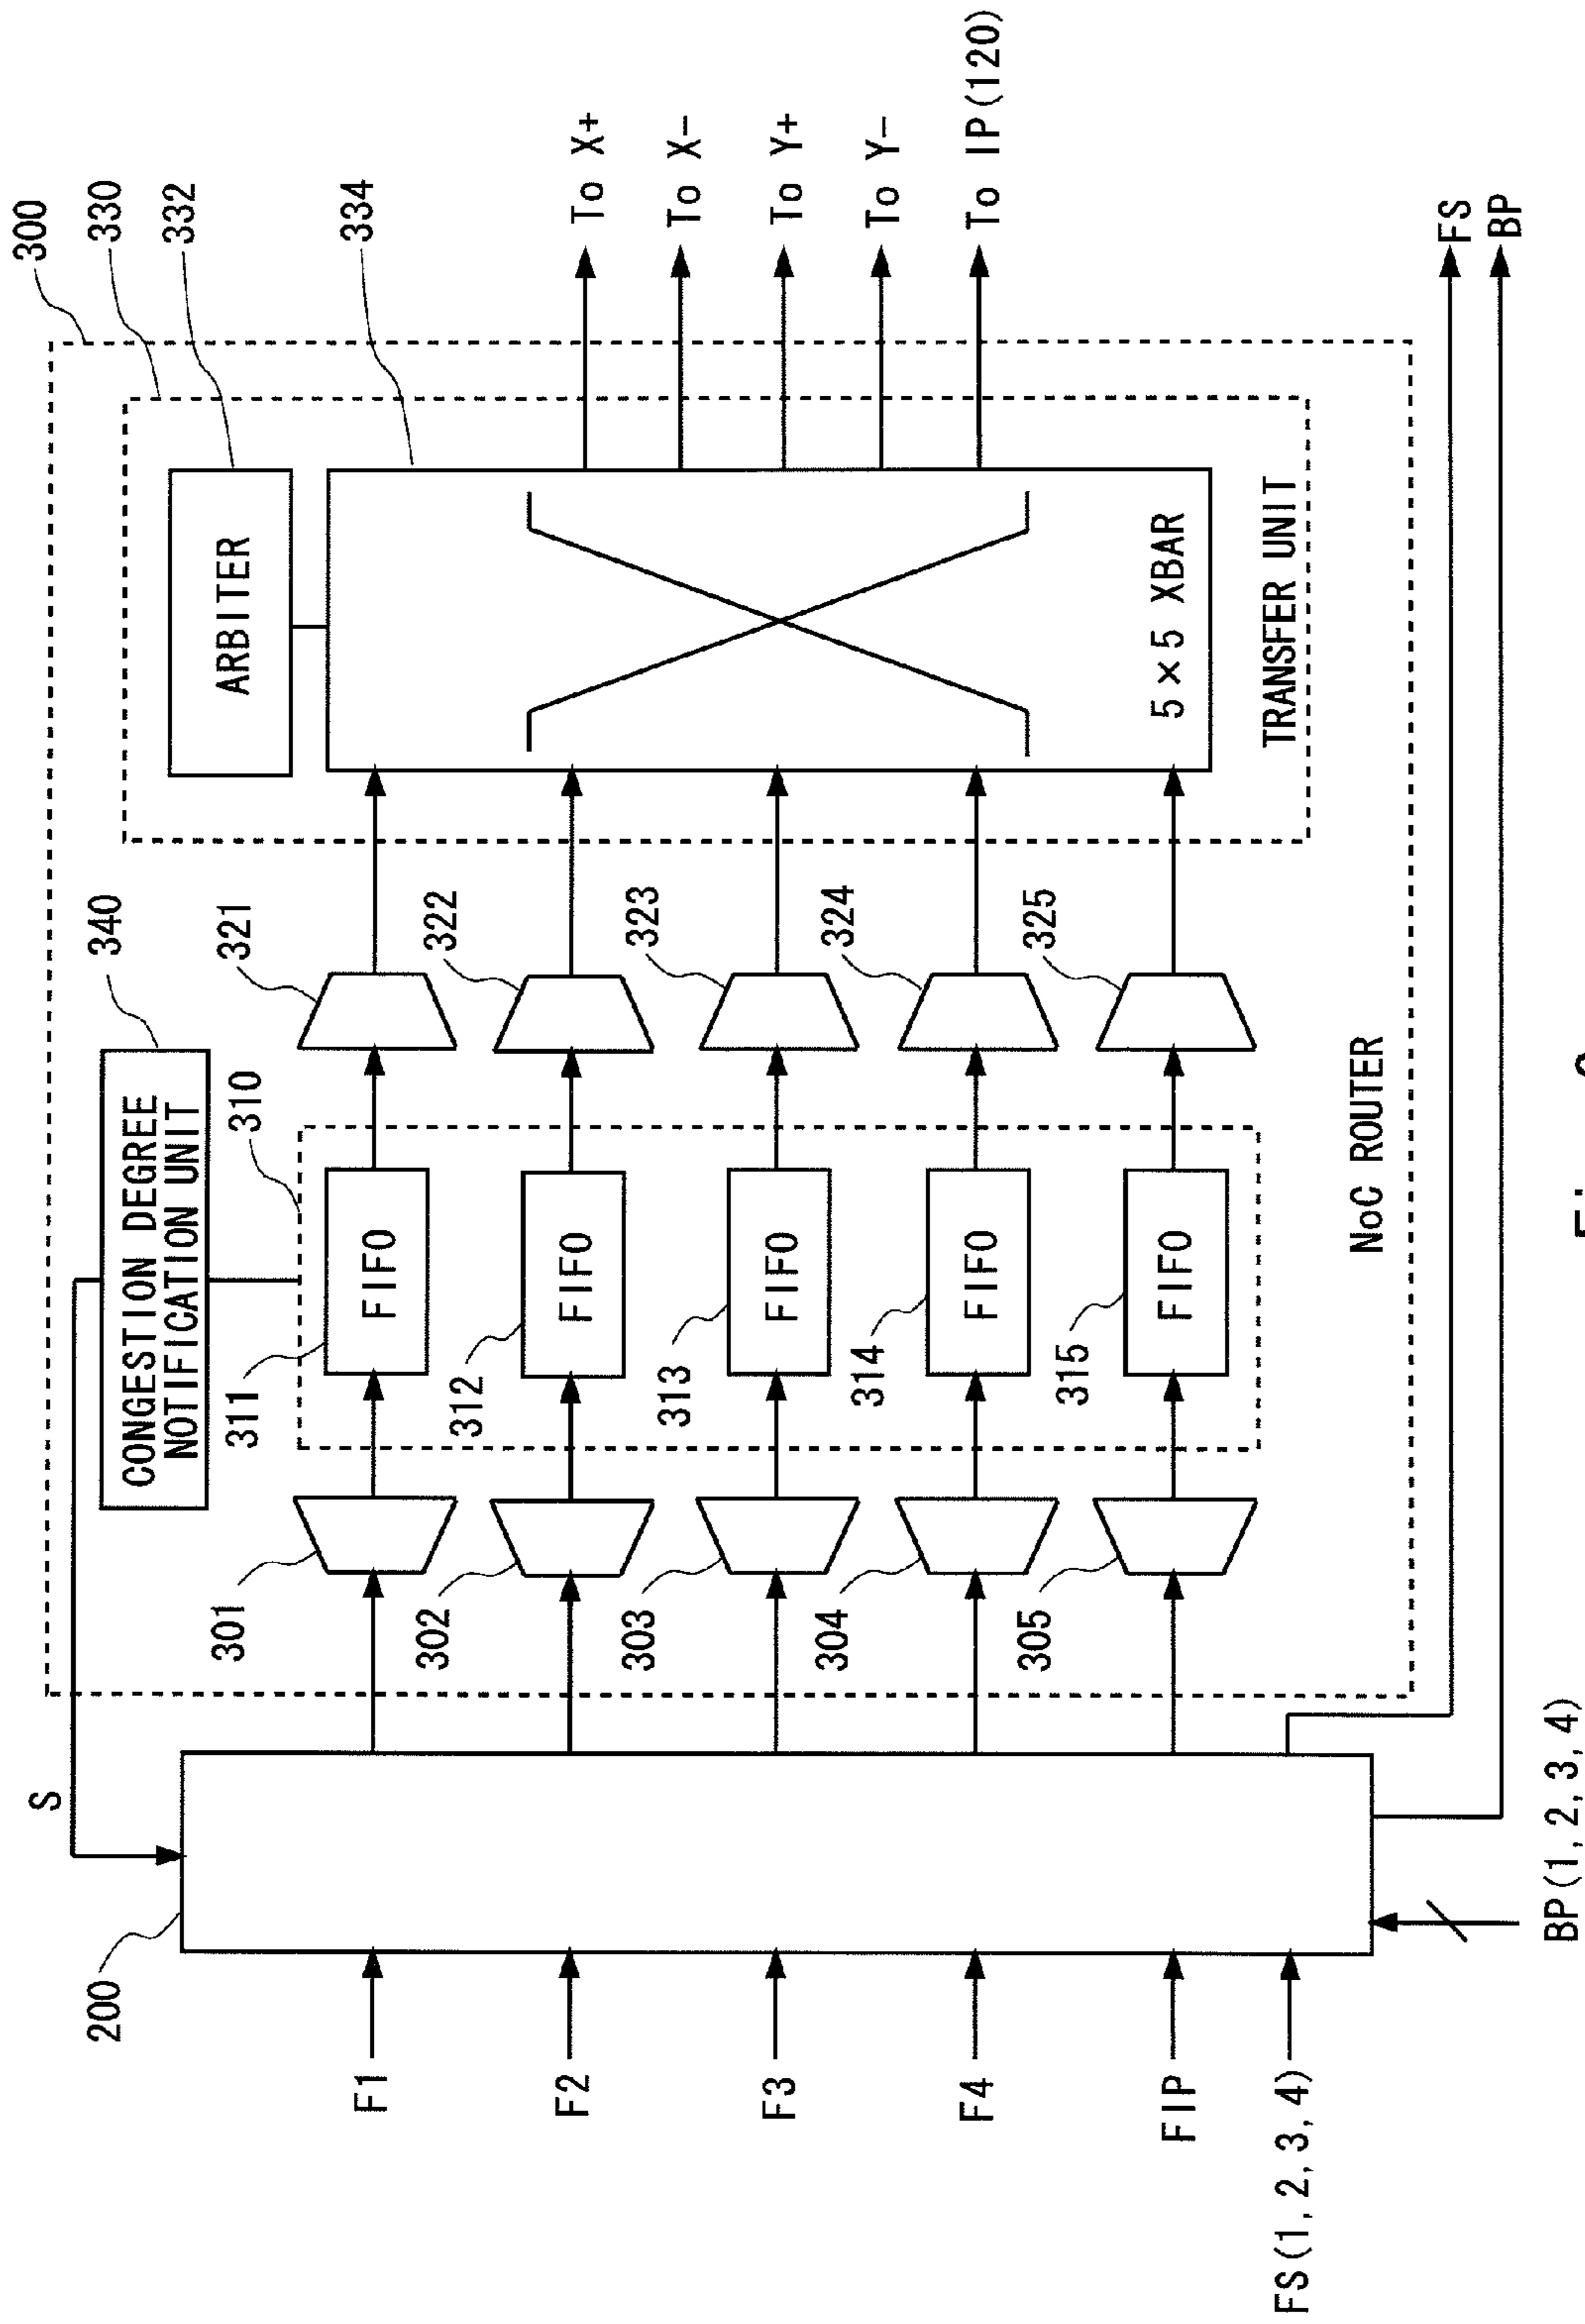 300
330
332
334
340
S
200
CONGESTION DEGREE
NOTIFICATION UNIT
310
ARBITER
F1
301
311
FIFO
321
To X+
F2
302
312
FIFO
322
To X-
F3
303
313
FIFO
323
To Y+
F4
304
314
FIFO
324
To Y-
FIP
305
315
FIFO
325
To IP(120)
5×5 XBAR
TRANSFER UNIT
NoC ROUTER
FS(1, 2, 3, 4)
FS
BP
BP(1, 2, 3, 4)